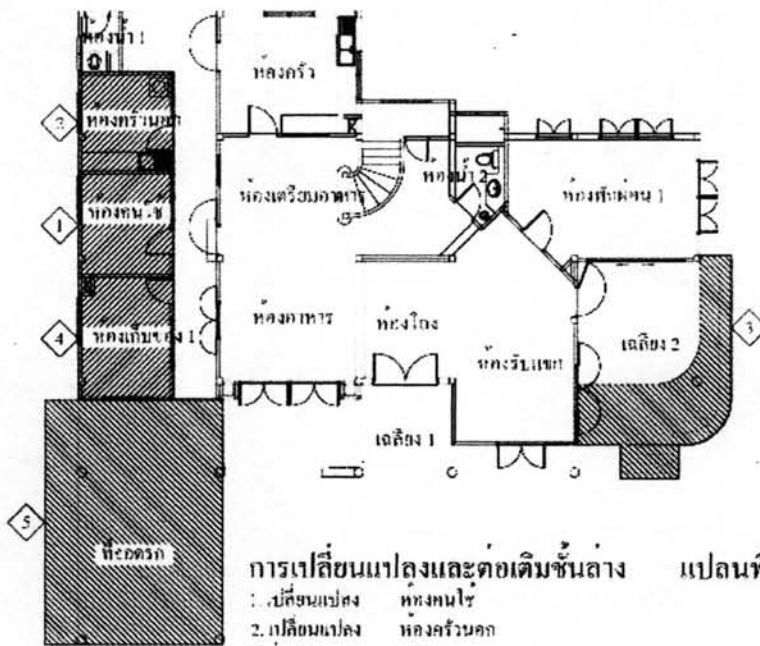 ห้องน้ำ 1
ห้องครัว
2
ห้องครัวนอก
ห้องน้ำ 2
1
ห้องคนใช้
ห้องเตรียมอาหาร
ห้องพักผ่อน 1
4
ห้องเก็บของ 1
ห้องอาหาร
ห้องโถง
ห้องรับแขก
เฉลียง 2
3
เฉลียง 1
5
ที่จอดรถ
การเปลี่ยนแปลงและต่อเติมชั้นล่าง แปลนพื
1. เปลี่ยนแปลง ห้องคนใช้
2. เปลี่ยนแปลง ห้องครัวนอก